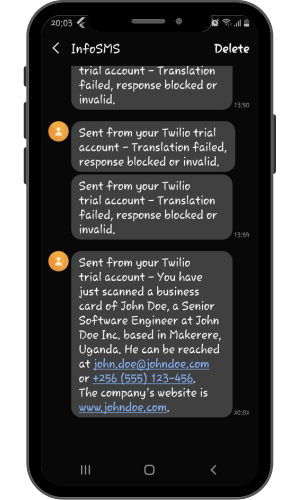 20:03
InfoSMS
Delete
trial account - Translation
failed, response blocked or
invalid.
13:50
Sent from your Twilio trial
account - Translation failed,
response blocked or invalid.
Sent from your Twilio
trial account - Translation
failed, response blocked or
invalid.
13:59
Sent from your Twilio
trial account - You have
just scanned a business
card of John Doe, a Senior
Software Engineer at John
Doe Inc. based in Makerere,
Uganda. He can be reached
at john.doe@johndoe.com
or +256 (555) 123-456.
The company's website is
www.johndoe.com.
20:02